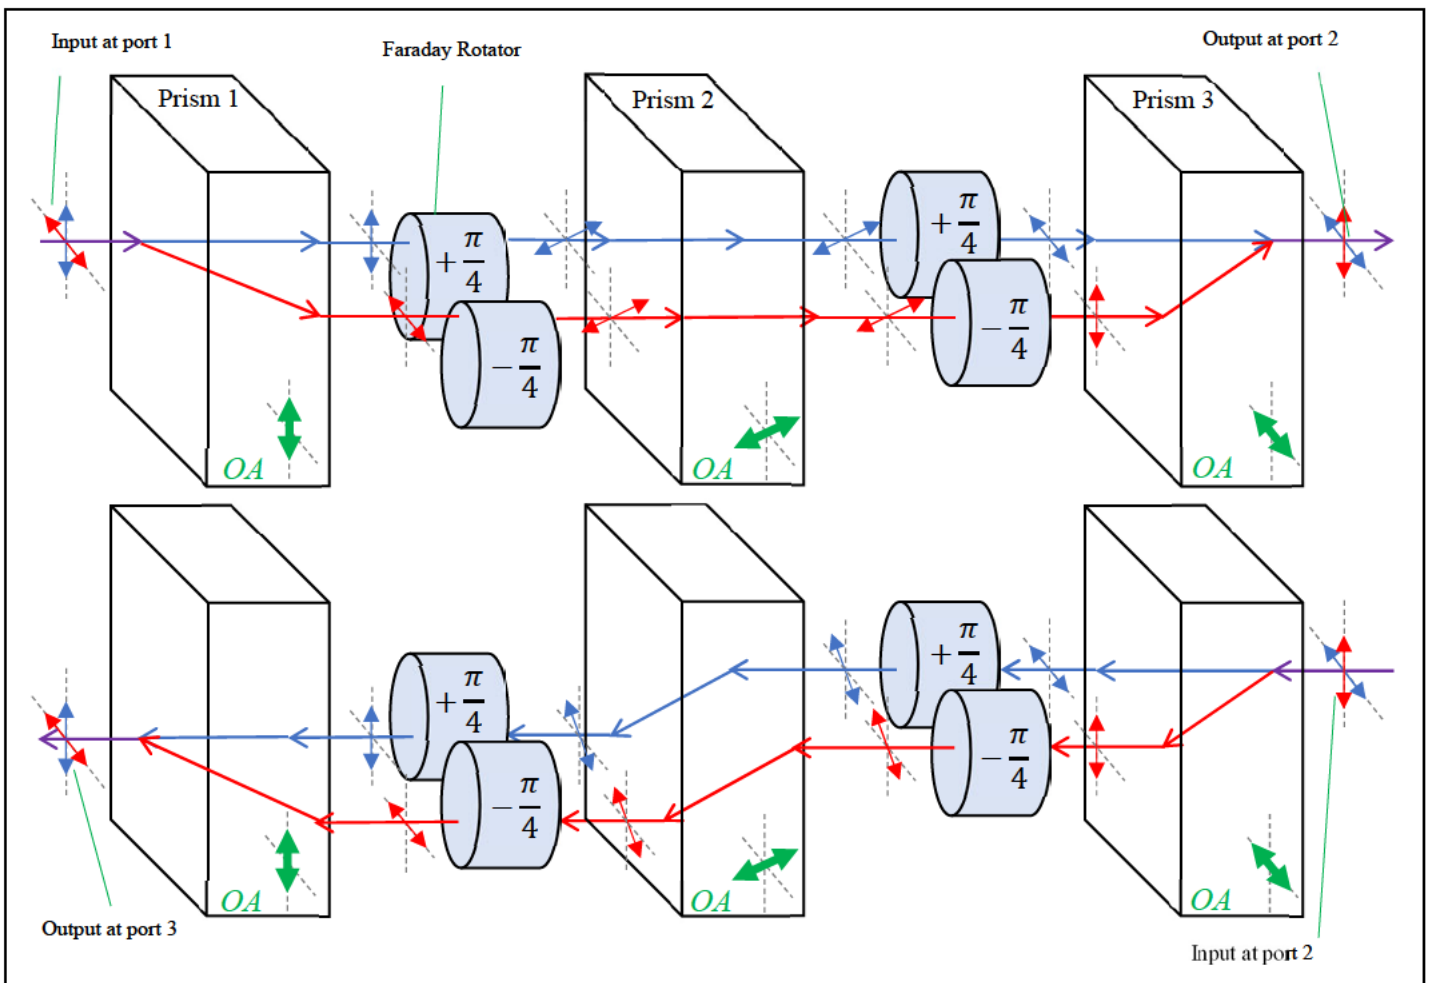 Input at port 1
Faraday Rotator
Output at port 2
Prism 1
Prism 2
Prism 3
+ π/4
− π/4
+ π/4
− π/4
OA
OA
OA
+ π/4
− π/4
+ π/4
− π/4
OA
OA
OA
Output at port 3
Input at port 2